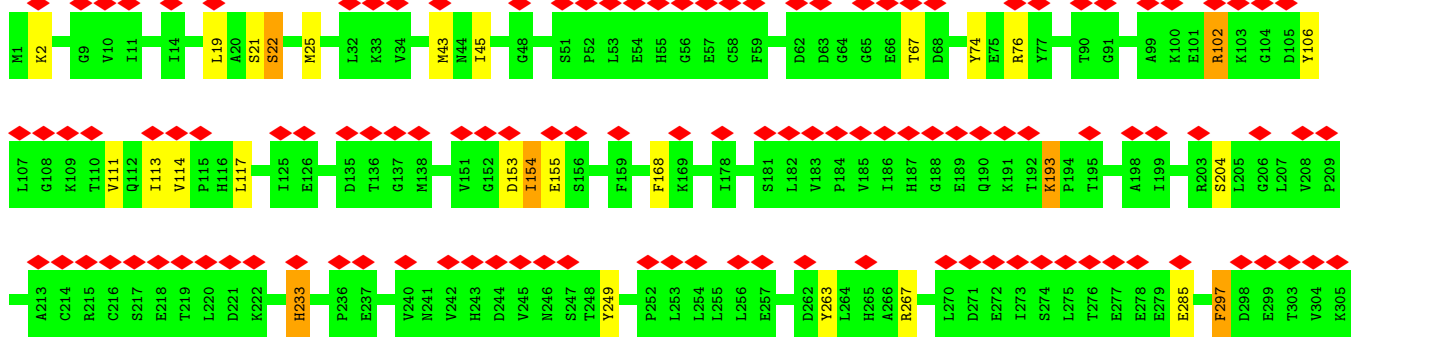 M1 K2 G9 V10 I11 I14 L19 A20 S21 S22 M25 L32 K33 V34 M43 N44 I45 G48 S51 P52 L53 E54 H55 G56 E57 C58 F59 D62 D63 G64 G65 E66 T67 D68 Y74 E75 R76 Y77 T90 G91 A99 K100 E101 R102 K103 G104 D105 Y106
L107 G108 K109 T110 V111 Q112 I113 V114 P115 H116 L117 I125 E126 D135 T136 G137 M138 V151 G152 D153 I154 E155 S156 F159 F168 K169 I178 S181 L182 V183 P184 V185 I186 H187 G188 E189 Q190 K191 T192 K193 P194 T195 A198 I199 R203 S204 L205 G206 L207 V208 P209
A213 C214 R215 C216 S217 E218 T219 L220 D221 K222 H233 P236 E237 V240 N241 V242 H243 D244 V245 N246 S247 T248 Y249 P252 L253 L254 L255 L256 E257 D262 Y263 L264 H265 A266 R267 L270 D271 E272 I273 S274 L275 T276 E277 E278 E279 E285 F297 D298 E299 T303 V304 K305